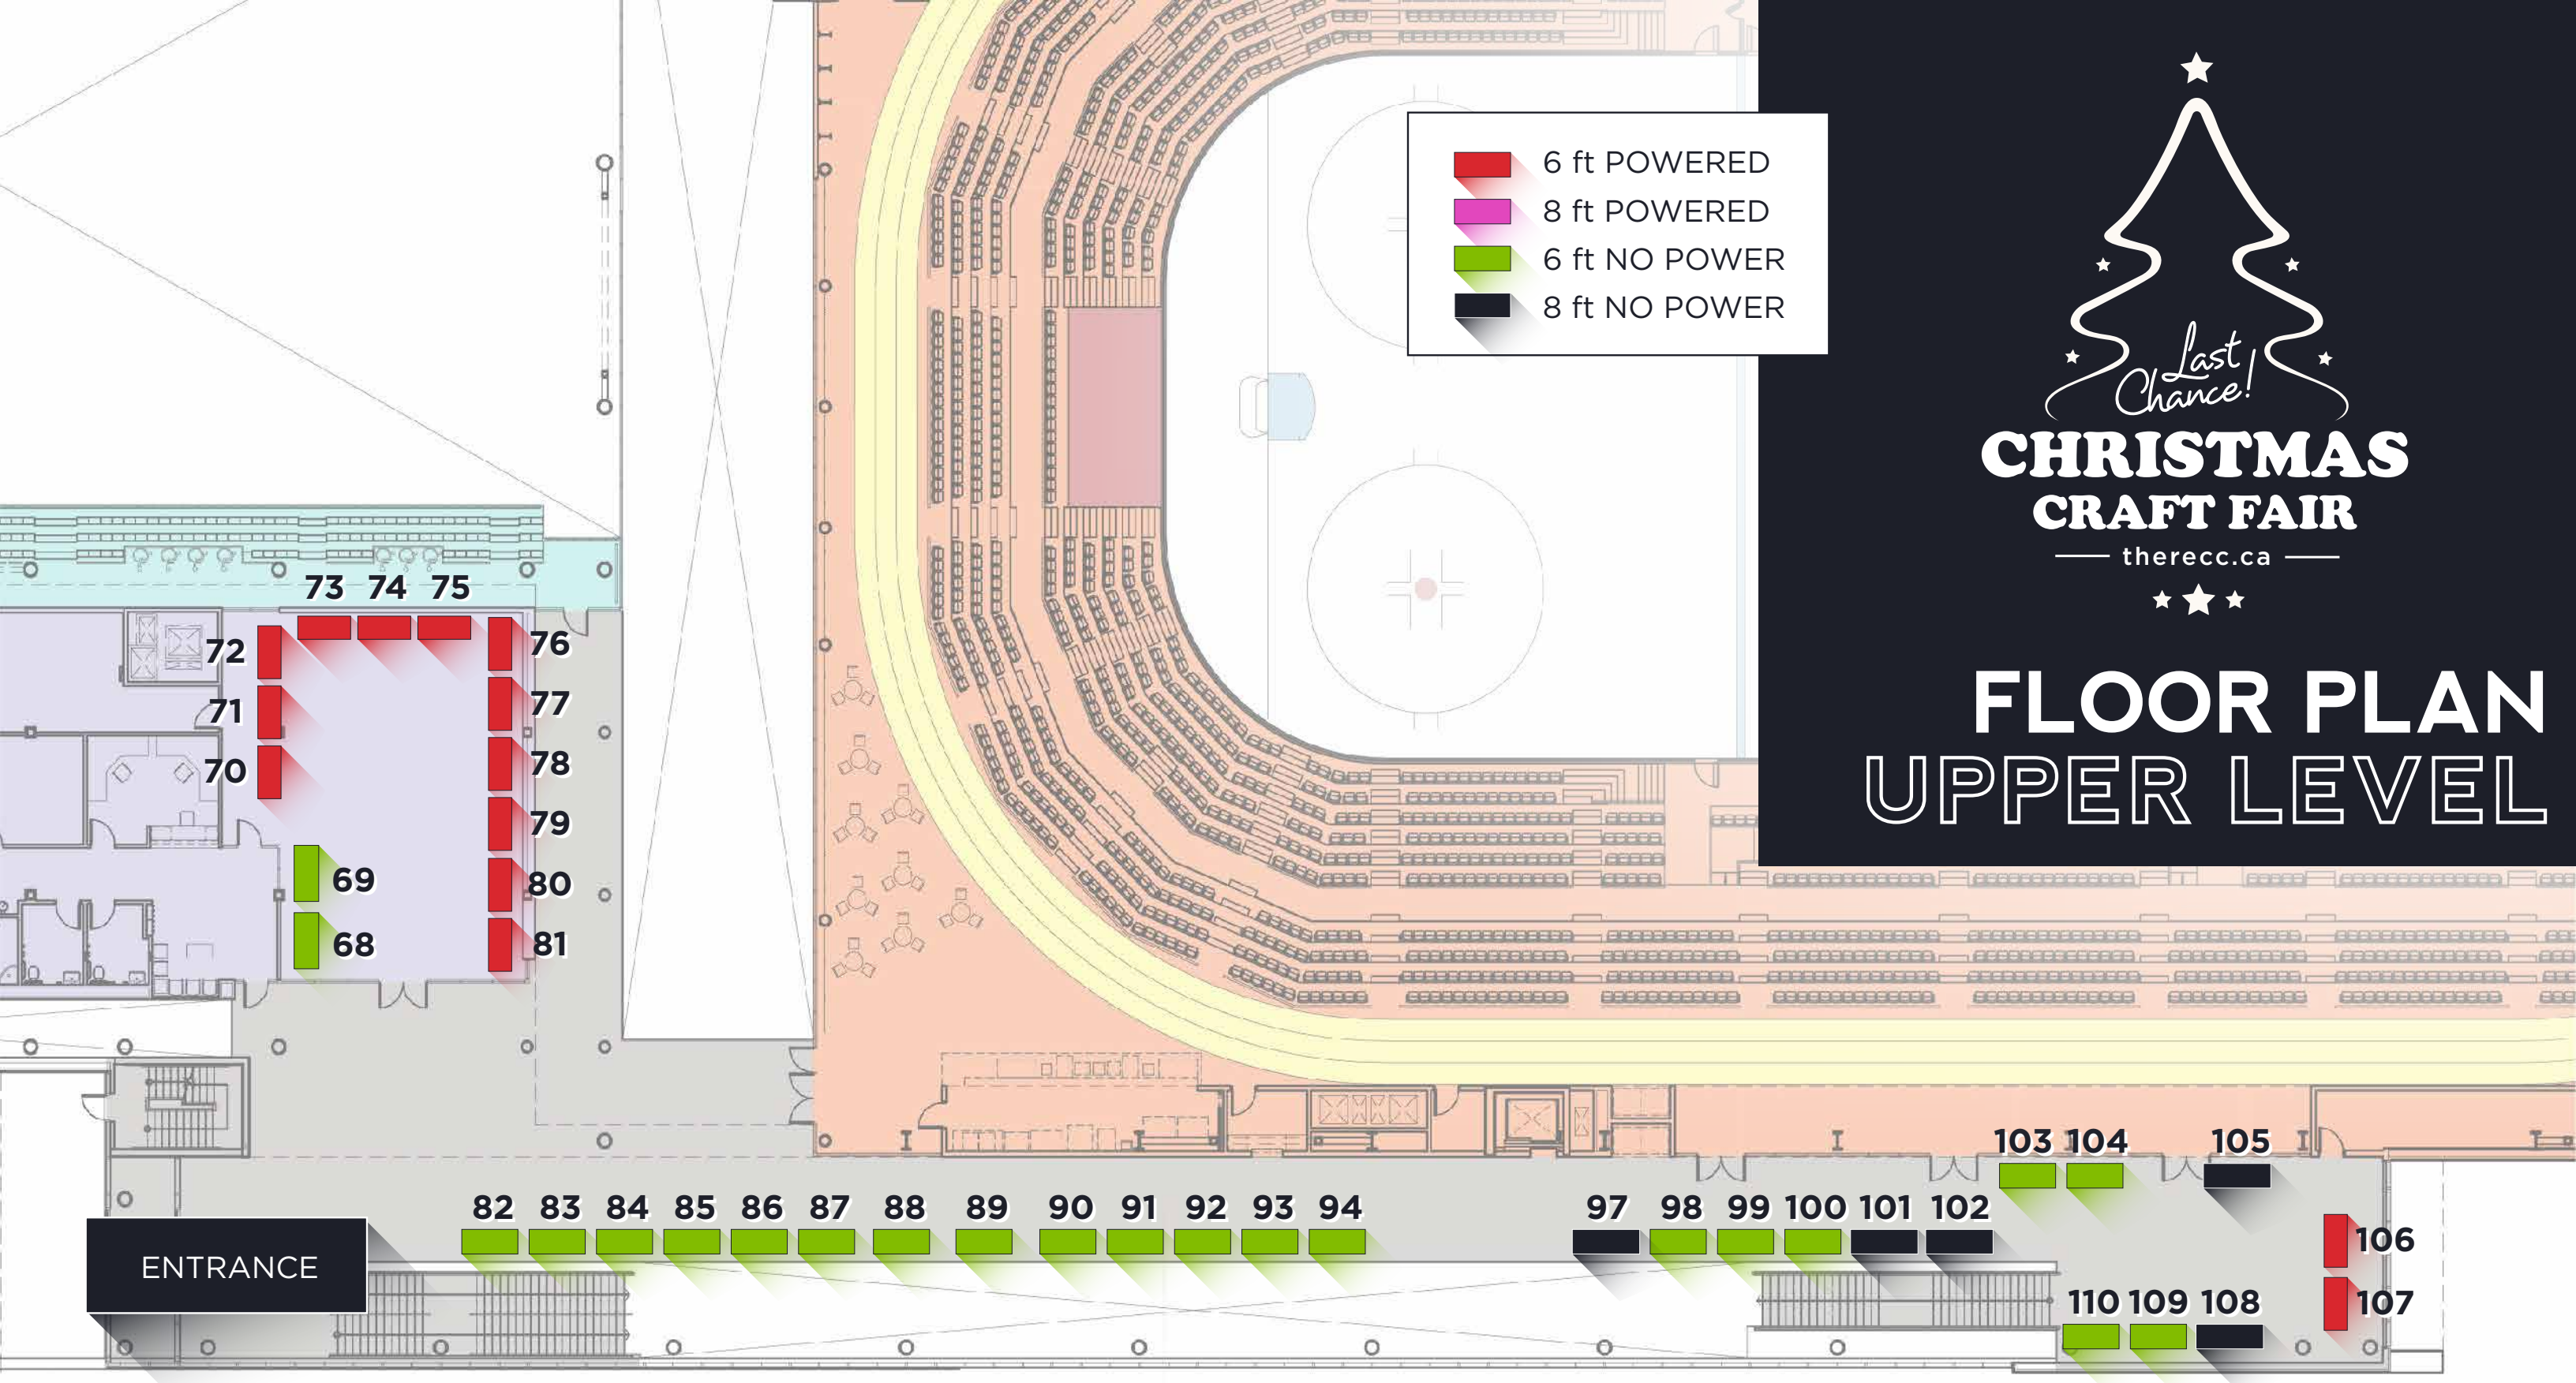 6 ft POWERED
8 ft POWERED
6 ft NO POWER
8 ft NO POWER
Last
Chance!
CHRISTMAS
CRAFT FAIR
therecc.ca
FLOOR PLAN
UPPER LEVEL
73 74 75
72 76
71 77
70 78
79
69 80
68 81
103 104 105
82 83 84 85 86 87 88 89 90 91 92 93 94 97 98 99 100 101 102
106
ENTRANCE
110 109 108 107